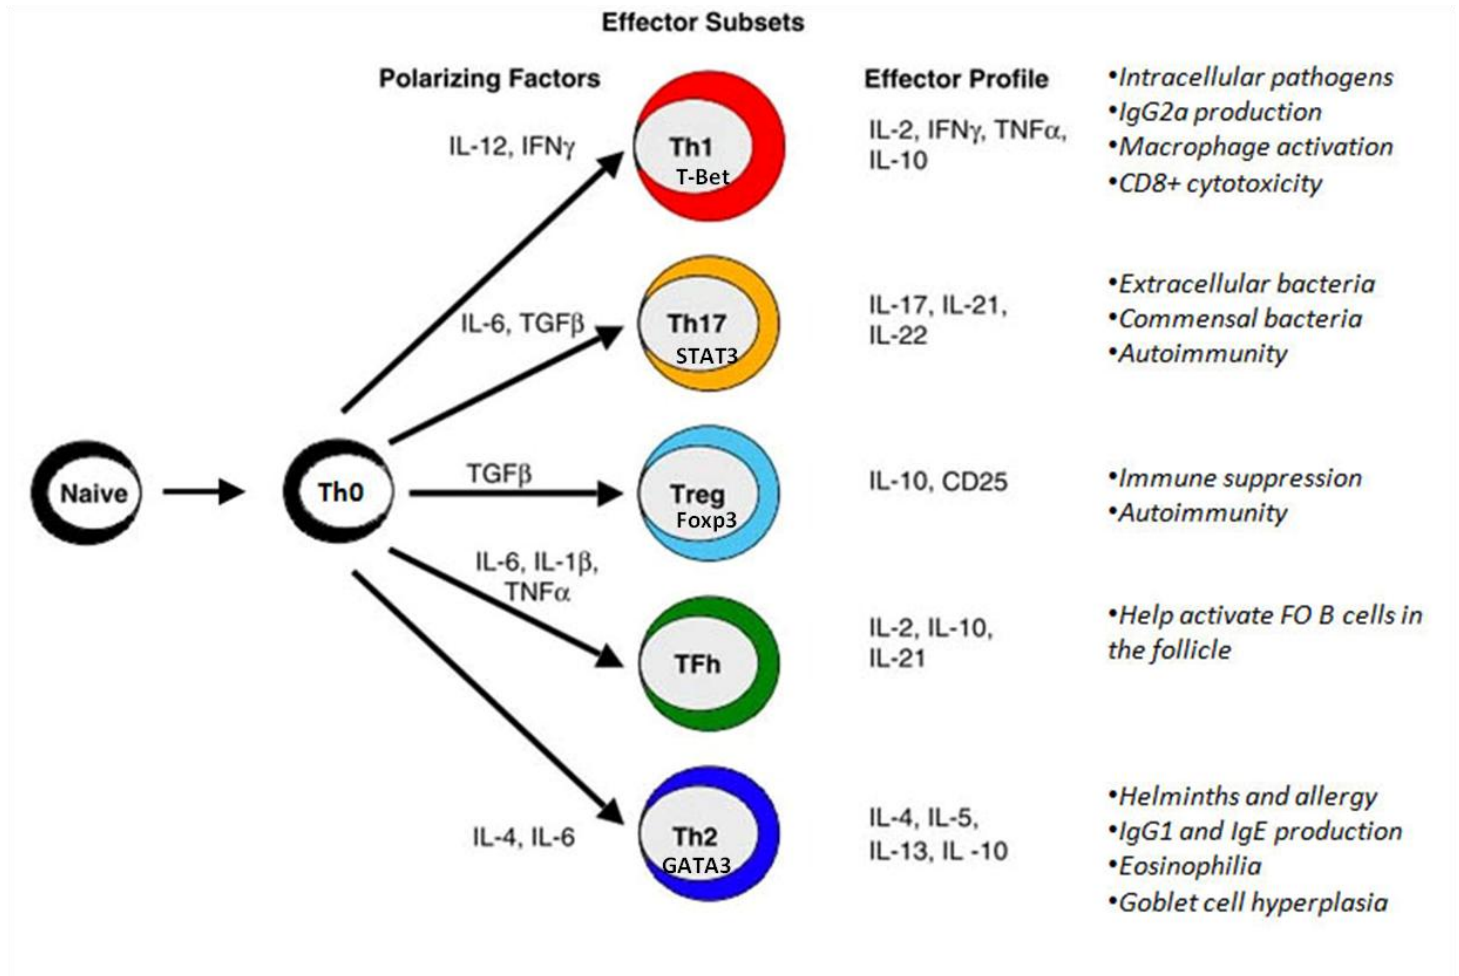 Effector Subsets
Polarizing Factors
Effector Profile
IL-12, IFNγ
Th1
T-Bet
IL-2, IFNγ, TNFα,
IL-10
•Intracellular pathogens
•IgG2a production
•Macrophage activation
•CD8+ cytotoxicity
IL-6, TGFβ
Th17
STAT3
IL-17, IL-21,
IL-22
•Extracellular bacteria
•Commensal bacteria
•Autoimmunity
Naive
Th0
TGFβ
Treg
Foxp3
IL-10, CD25
•Immune suppression
•Autoimmunity
IL-6, IL-1β,
TNFα
TFh
IL-2, IL-10,
IL-21
•Help activate FO B cells in
the follicle
IL-4, IL-6
Th2
GATA3
IL-4, IL-5,
IL-13, IL -10
•Helminths and allergy
•IgG1 and IgE production
•Eosinophilia
•Goblet cell hyperplasia